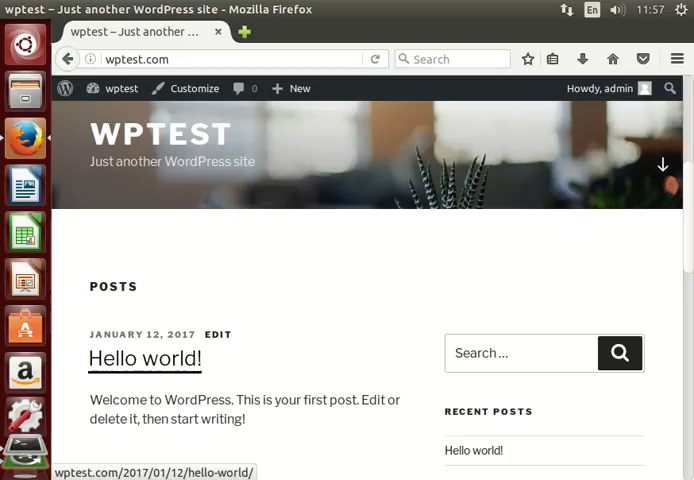 wptest – Just another WordPress site - Mozilla Firefox
En
11:57
wptest – Just another ...
wptest.com
Search
wptest
Customize
0
New
Howdy, admin
WPTEST
Just another WordPress site
POSTS
JANUARY 12, 2017 EDIT
Hello world!
Welcome to WordPress. This is your first post. Edit or
delete it, then start writing!
Search …
RECENT POSTS
Hello world!
wptest.com/2017/01/12/hello-world/